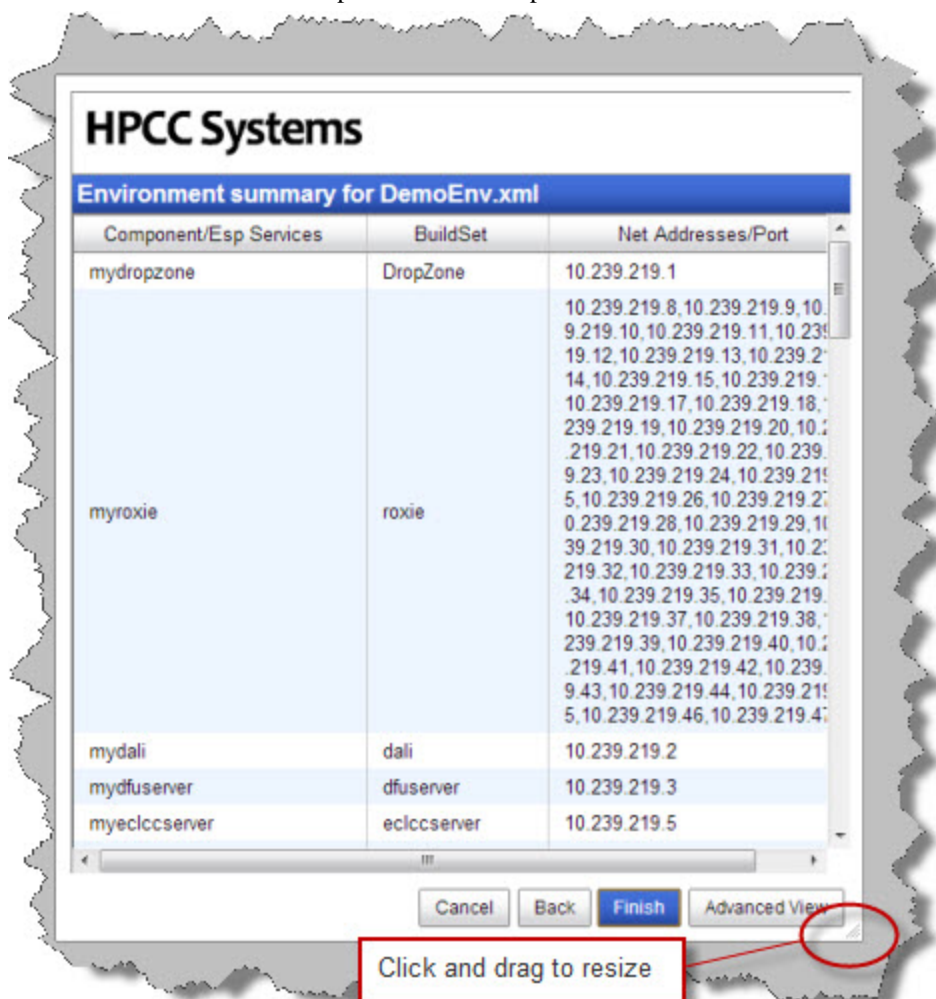 HPCC Systems
Environment summary for DemoEnv.xml
Component/Esp Services BuildSet Net Addresses/Port
mydropzone DropZone 10.239.219.1
10.239.219.8,10.239.219.9,10.
9.219.10,10.239.219.11,10.239
19.12,10.239.219.13,10.239.2
14,10.239.219.15,10.239.219.
10.239.219.17,10.239.219.18,
239.219.19,10.239.219.20,10.2
.219.21,10.239.219.22,10.239.
9.23,10.239.219.24,10.239.219
5,10.239.219.26,10.239.219.27
myroxie roxie 0.239.219.28,10.239.219.29,10
39.219.30,10.239.219.31,10.23
219.32,10.239.219.33,10.239.2
.34,10.239.219.35,10.239.219.
10.239.219.37,10.239.219.38,
239.219.39,10.239.219.40,10.2
.219.41,10.239.219.42,10.239.
9.43,10.239.219.44,10.239.219
5,10.239.219.46,10.239.219.47
mydali dali 10.239.219.2
mydfuserver dfuserver 10.239.219.3
myeclccserver eclccserver 10.239.219.5
Cancel Back Finish Advanced View
Click and drag to resize